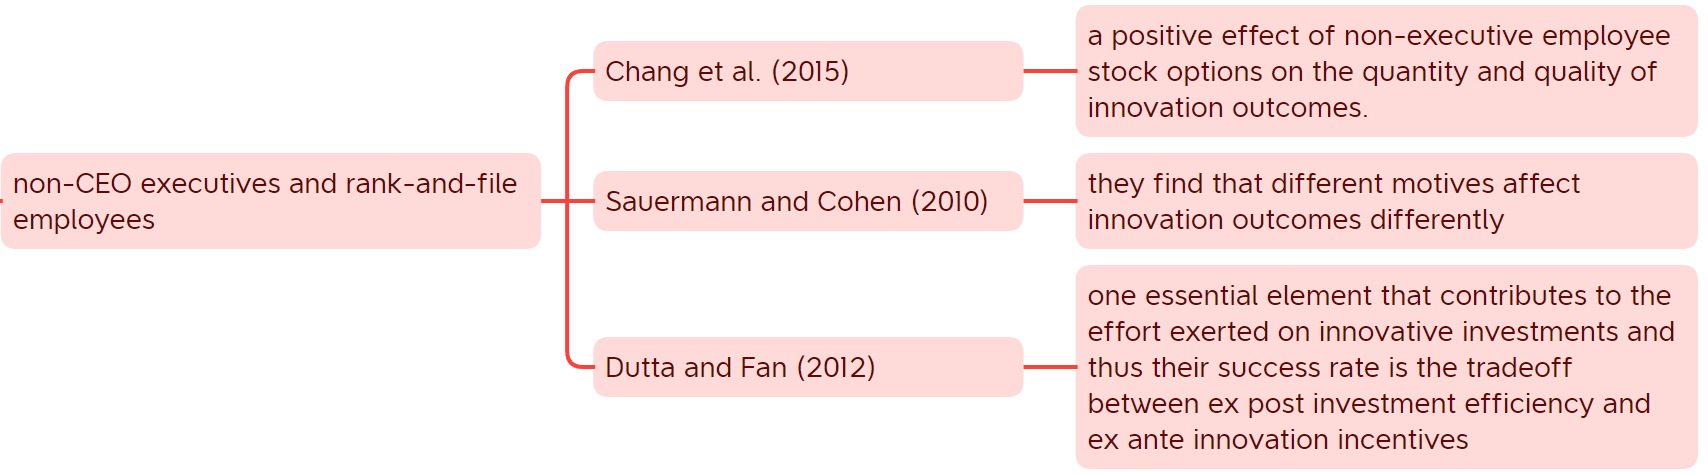 non-CEO executives and rank-and-file
employees
Chang et al. (2015)
a positive effect of non-executive employee
stock options on the quantity and quality of
innovation outcomes.
Sauermann and Cohen (2010)
they find that different motives affect
innovation outcomes differently
Dutta and Fan (2012)
one essential element that contributes to the
effort exerted on innovative investments and
thus their success rate is the tradeoff
between ex post investment efficiency and
ex ante innovation incentives